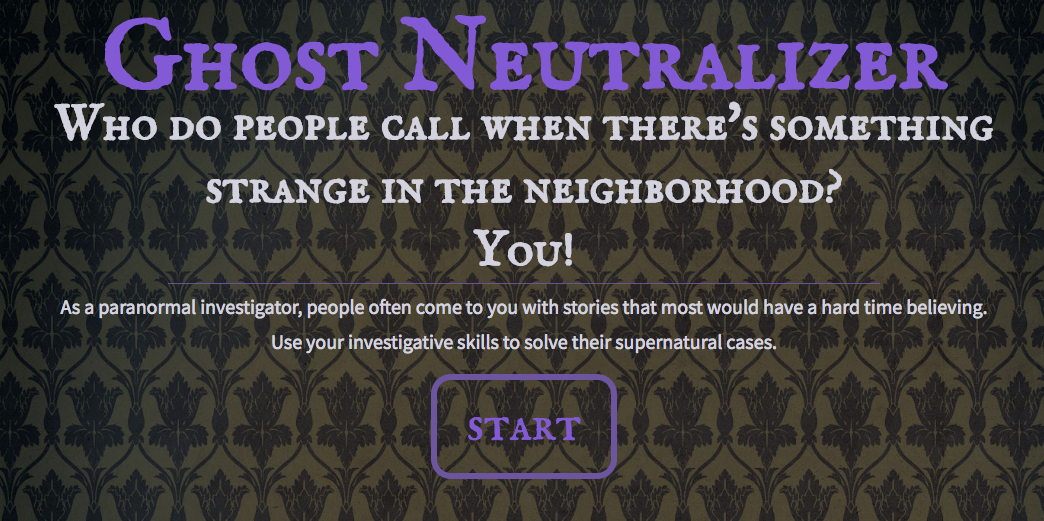 Ghost Neutralizer
Who do people call when there's something
strange in the neighborhood?
You!
As a paranormal investigator, people often come to you with stories that most would have a hard time believing.
Use your investigative skills to solve their supernatural cases.
START